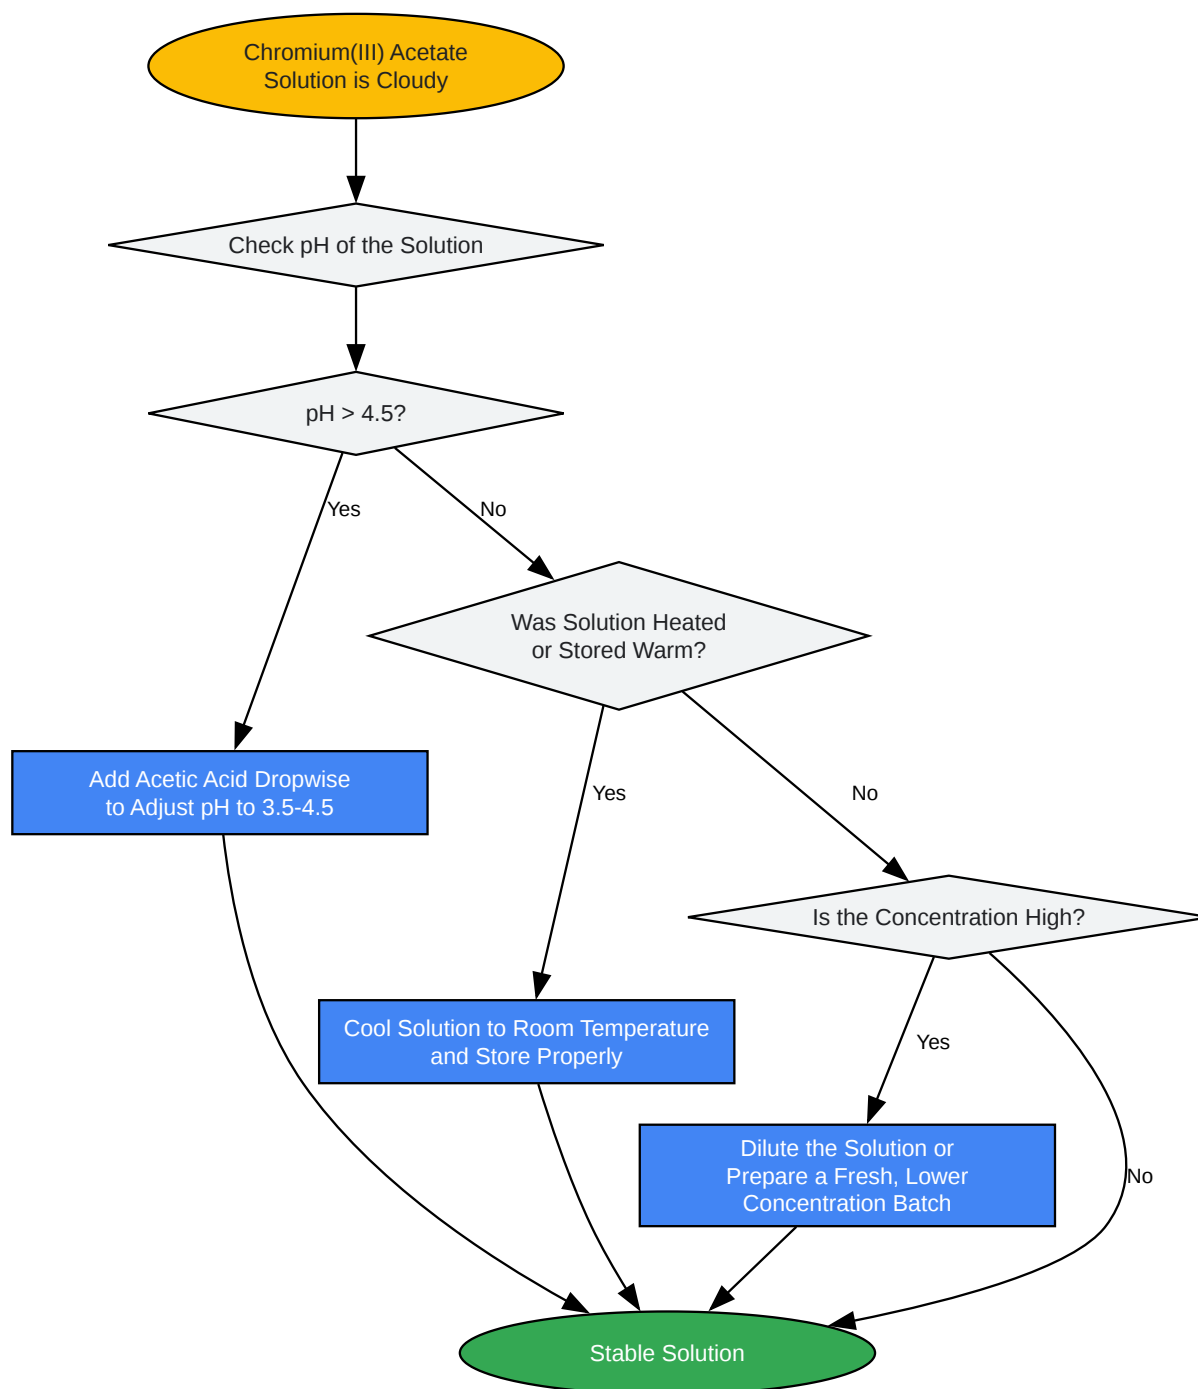 Chromium(III) Acetate
Solution is Cloudy
Check pH of the Solution
pH > 4.5?
Yes
No
Was Solution Heated
or Stored Warm?
Add Acetic Acid Dropwise
to Adjust pH to 3.5-4.5
Yes
No
Is the Concentration High?
Cool Solution to Room Temperature
and Store Properly
Yes
Dilute the Solution or
Prepare a Fresh, Lower
Concentration Batch
No
Stable Solution